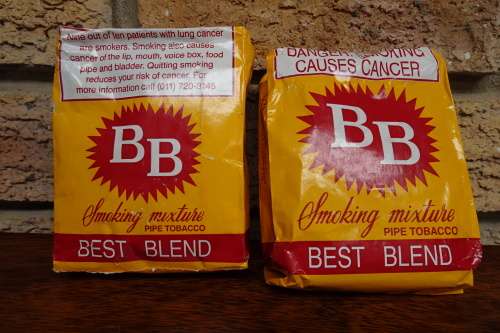 Nine out of ten patients with lung cancer
are smokers. Smoking also causes
cancer of the lip, mouth, voice box, food
pipe and bladder. Quitting smoking
reduces your risk of cancer. For
more information call (011) 720-3145
BB
Smoking mixture
PIPE TOBACCO
BEST BLEND
DANGER: SMOKING
CAUSES CANCER
BB
Smoking mixture
PIPE TOBACCO
BEST BLEND